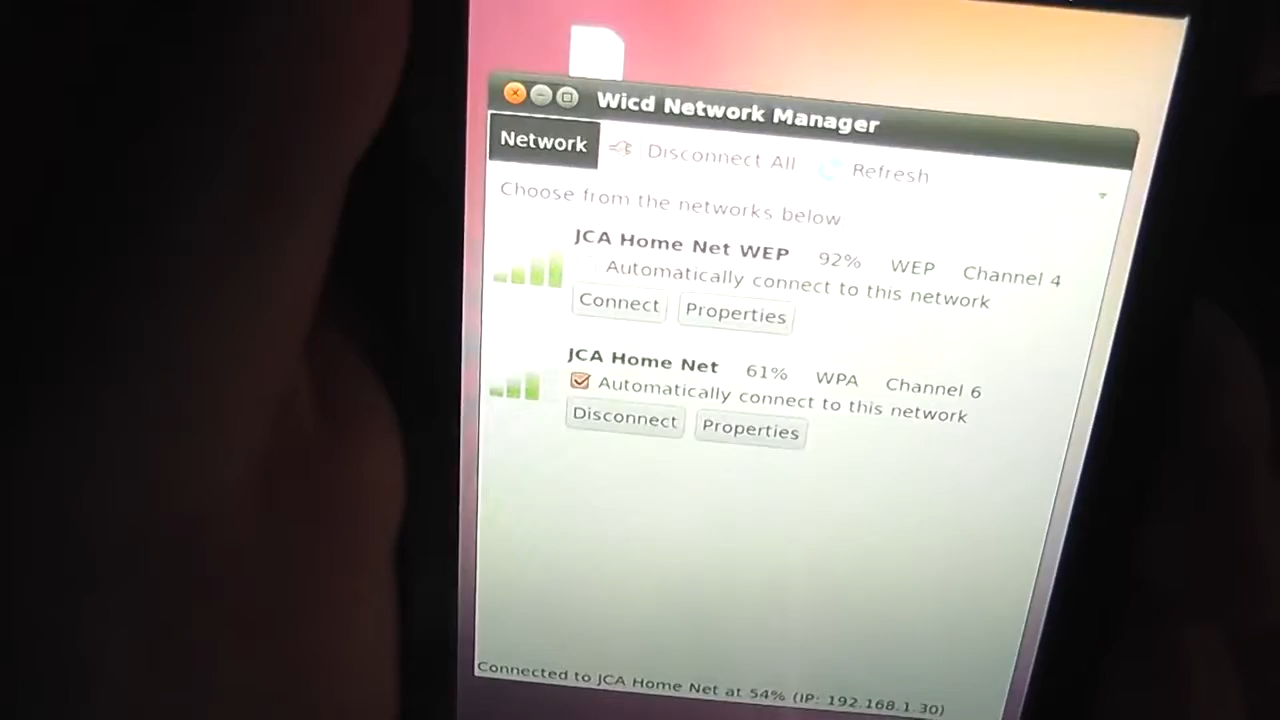 Wicd Network Manager
Network Disconnect All Refresh
Choose from the networks below
JCA Home Net WEP 92% WEP Channel 4
Automatically connect to this network
Connect Properties
JCA Home Net 61% WPA Channel 6
Automatically connect to this network
Disconnect Properties
Connected to JCA Home Net at 54% (IP: 192.168.1.30)